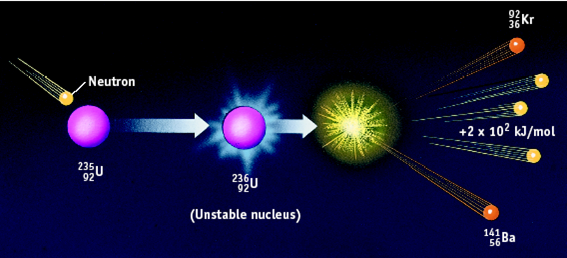 Neutron
²³⁵₉₂U
²³⁶₉₂U
(Unstable nucleus)
⁹²₃₆Kr
+2 x 10² kJ/mol
¹⁴¹₅₆Ba